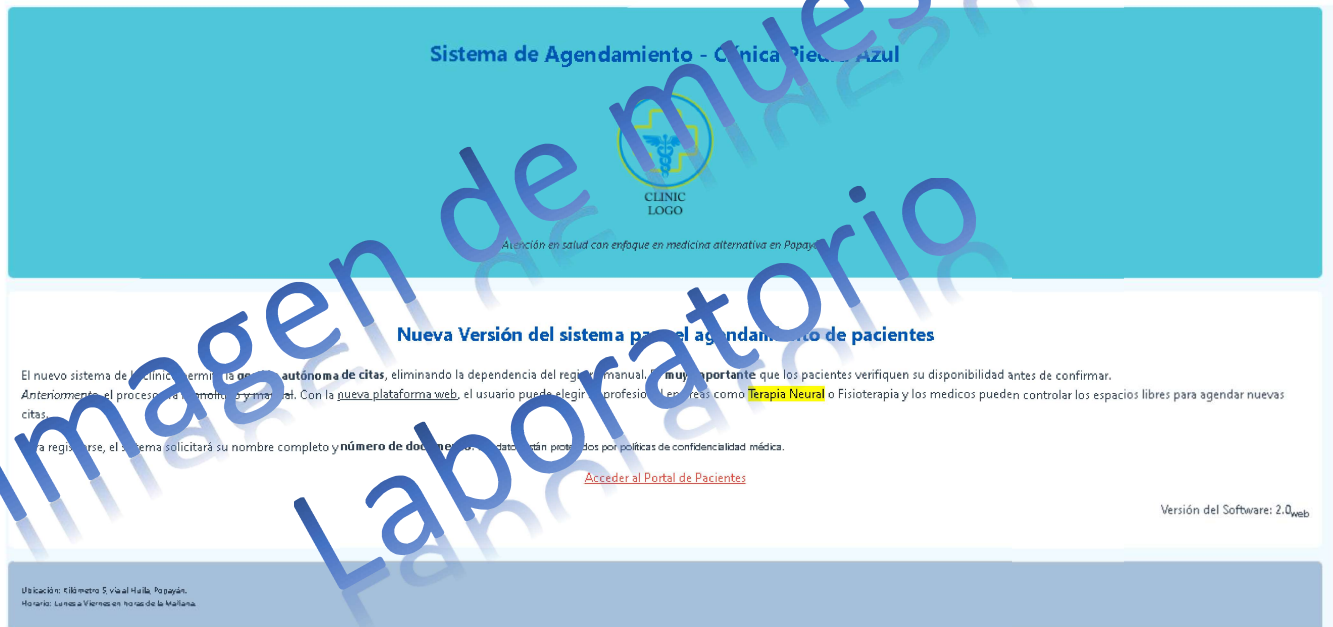 Sistema de Agendamiento - Clínica Piedra Azul
CLINIC
LOGO
Atención en salud con enfoque en medicina alternativa en Popayán
Imagen de mues
Laboratorio
Nueva Versión del sistema para el agendamiento de pacientes
El nuevo sistema de la clínica permite la gestión autónoma de citas, eliminando la dependencia del registro manual. Es muy importante que los pacientes verifiquen su disponibilidad antes de confirmar.
Anteriormente, el proceso era monolítico y manual. Con la nueva plataforma web, el usuario puede elegir su profesional en áreas como Terapia Neural o Fisioterapia y los medicos pueden controlar los espacios libres para agendar nuevas
citas.
Para registrarse, el sistema solicitará su nombre completo y número de documento. datos están protegidos por políticas de confidencialidad médica.
Acceder al Portal de Pacientes
Versión del Software: 2.0web
Ubicación: Kilómetro 5, vía al Huila, Popayán.
Horario: Lunes a Viernes en horas de la Mañana.